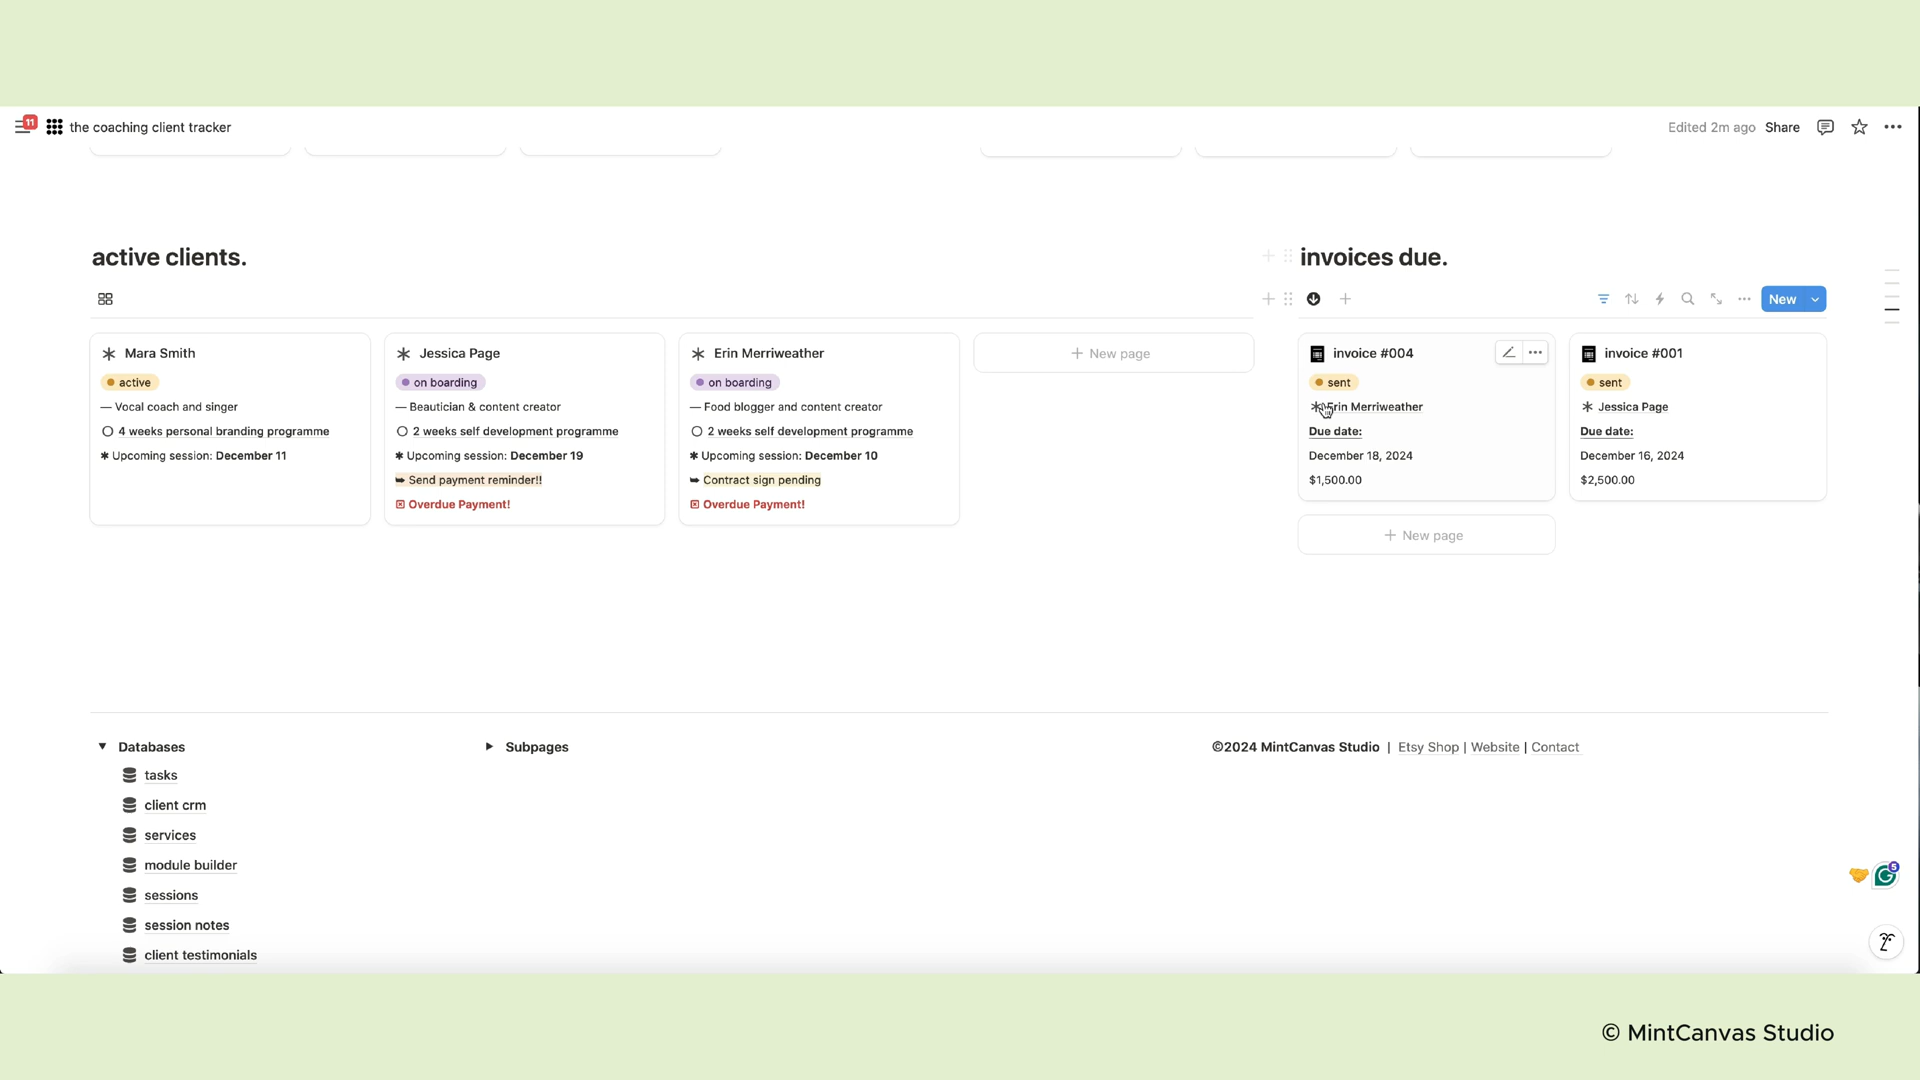 11
the coaching client tracker
Edited 2m ago Share
active clients.
Mara Smith
active
— Vocal coach and singer
4 weeks personal branding programme
✱ Upcoming session: December 11
Jessica Page
on boarding
— Beautician & content creator
2 weeks self development programme
✱ Upcoming session: December 19
➥ Send payment reminder!!
Overdue Payment!
Erin Merriweather
on boarding
— Food blogger and content creator
2 weeks self development programme
✱ Upcoming session: December 10
➥ Contract sign pending
Overdue Payment!
+ New page
invoices due.
New
invoice #004
sent
Erin Merriweather
Due date:
December 18, 2024
$1,500.00
invoice #001
sent
Jessica Page
Due date:
December 16, 2024
$2,500.00
+ New page
Databases
tasks
client crm
services
module builder
sessions
session notes
client testimonials
Subpages
©2024 MintCanvas Studio | Etsy Shop | Website | Contact
5
© MintCanvas Studio